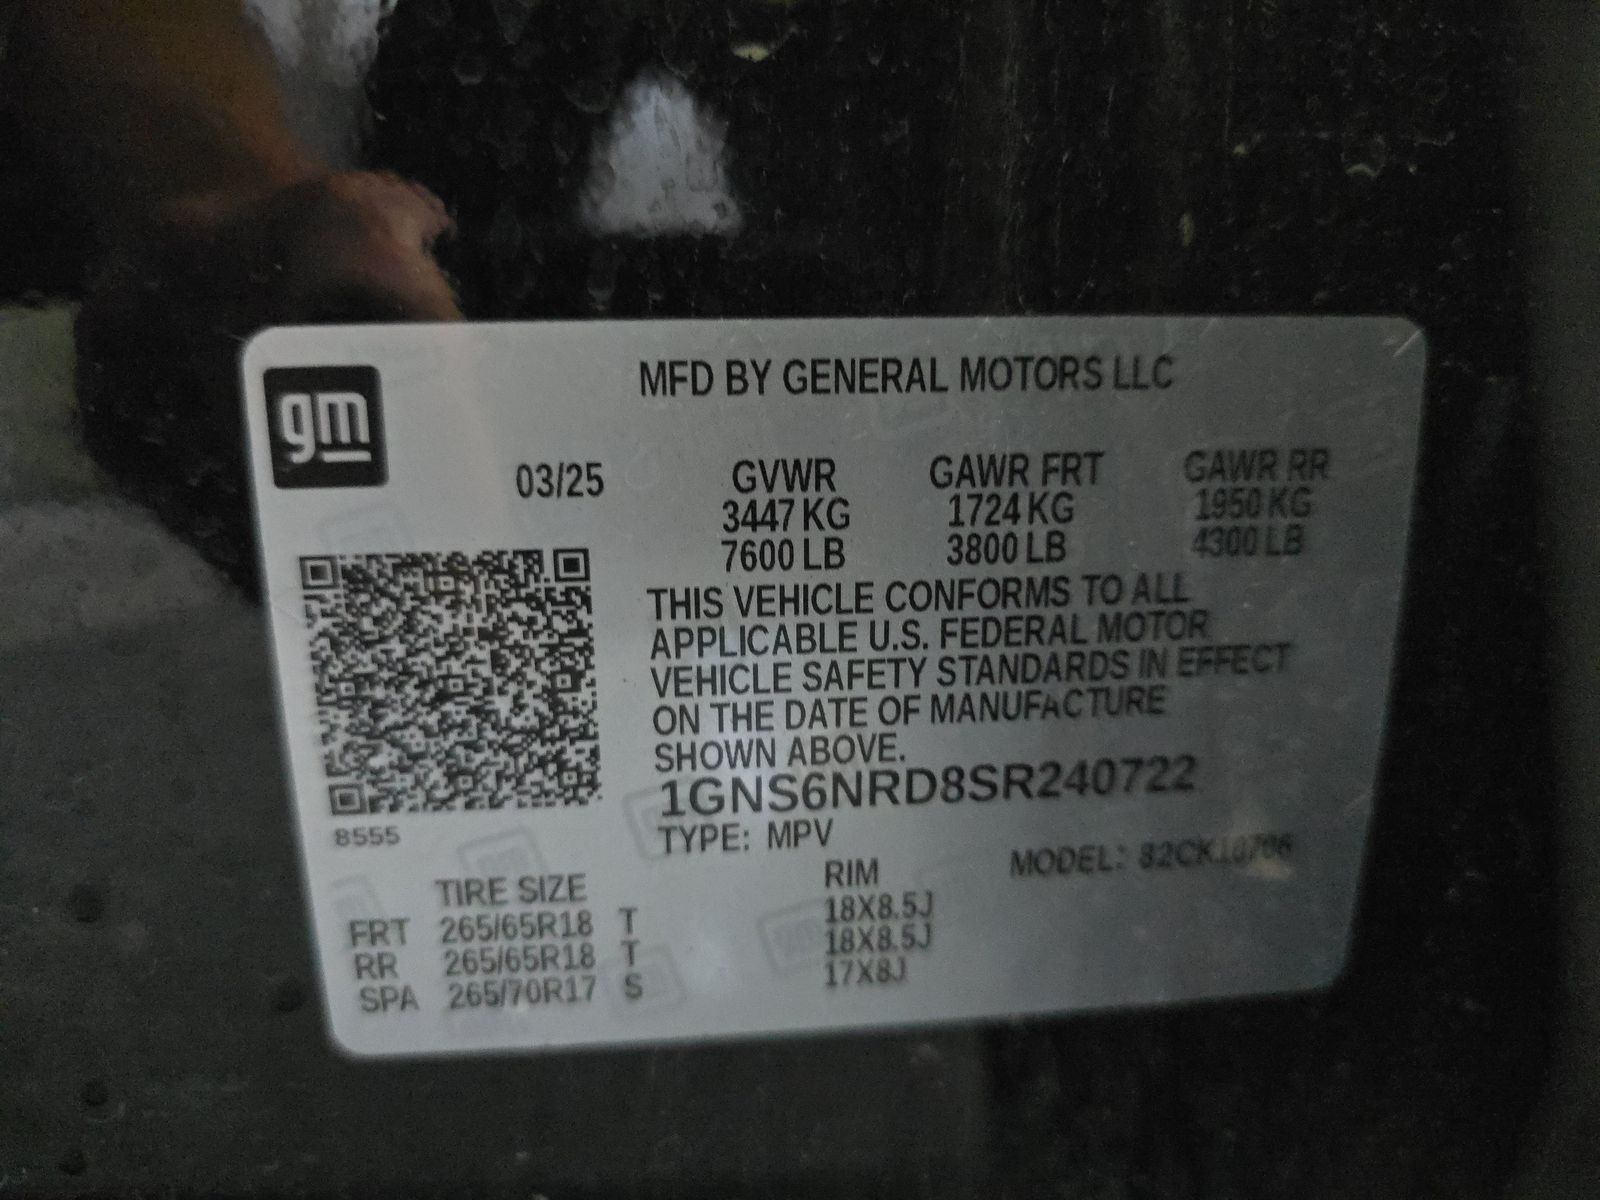 gm
MFD BY GENERAL MOTORS LLC
03/25 GVWR GAWR FRT GAWR RR
3447 KG 1724 KG 1950 KG
7600 LB 3800 LB 4300 LB
THIS VEHICLE CONFORMS TO ALL
APPLICABLE U.S. FEDERAL MOTOR
VEHICLE SAFETY STANDARDS IN EFFECT
ON THE DATE OF MANUFACTURE
SHOWN ABOVE.
1GNS6NRD8SR240722
8555
TYPE: MPV
MODEL:
TIRE SIZE RIM
FRT 265/65R18 T 18X8.5J
RR 265/65R18 T 18X8.5J
SPA 265/70R17 S 17X8J